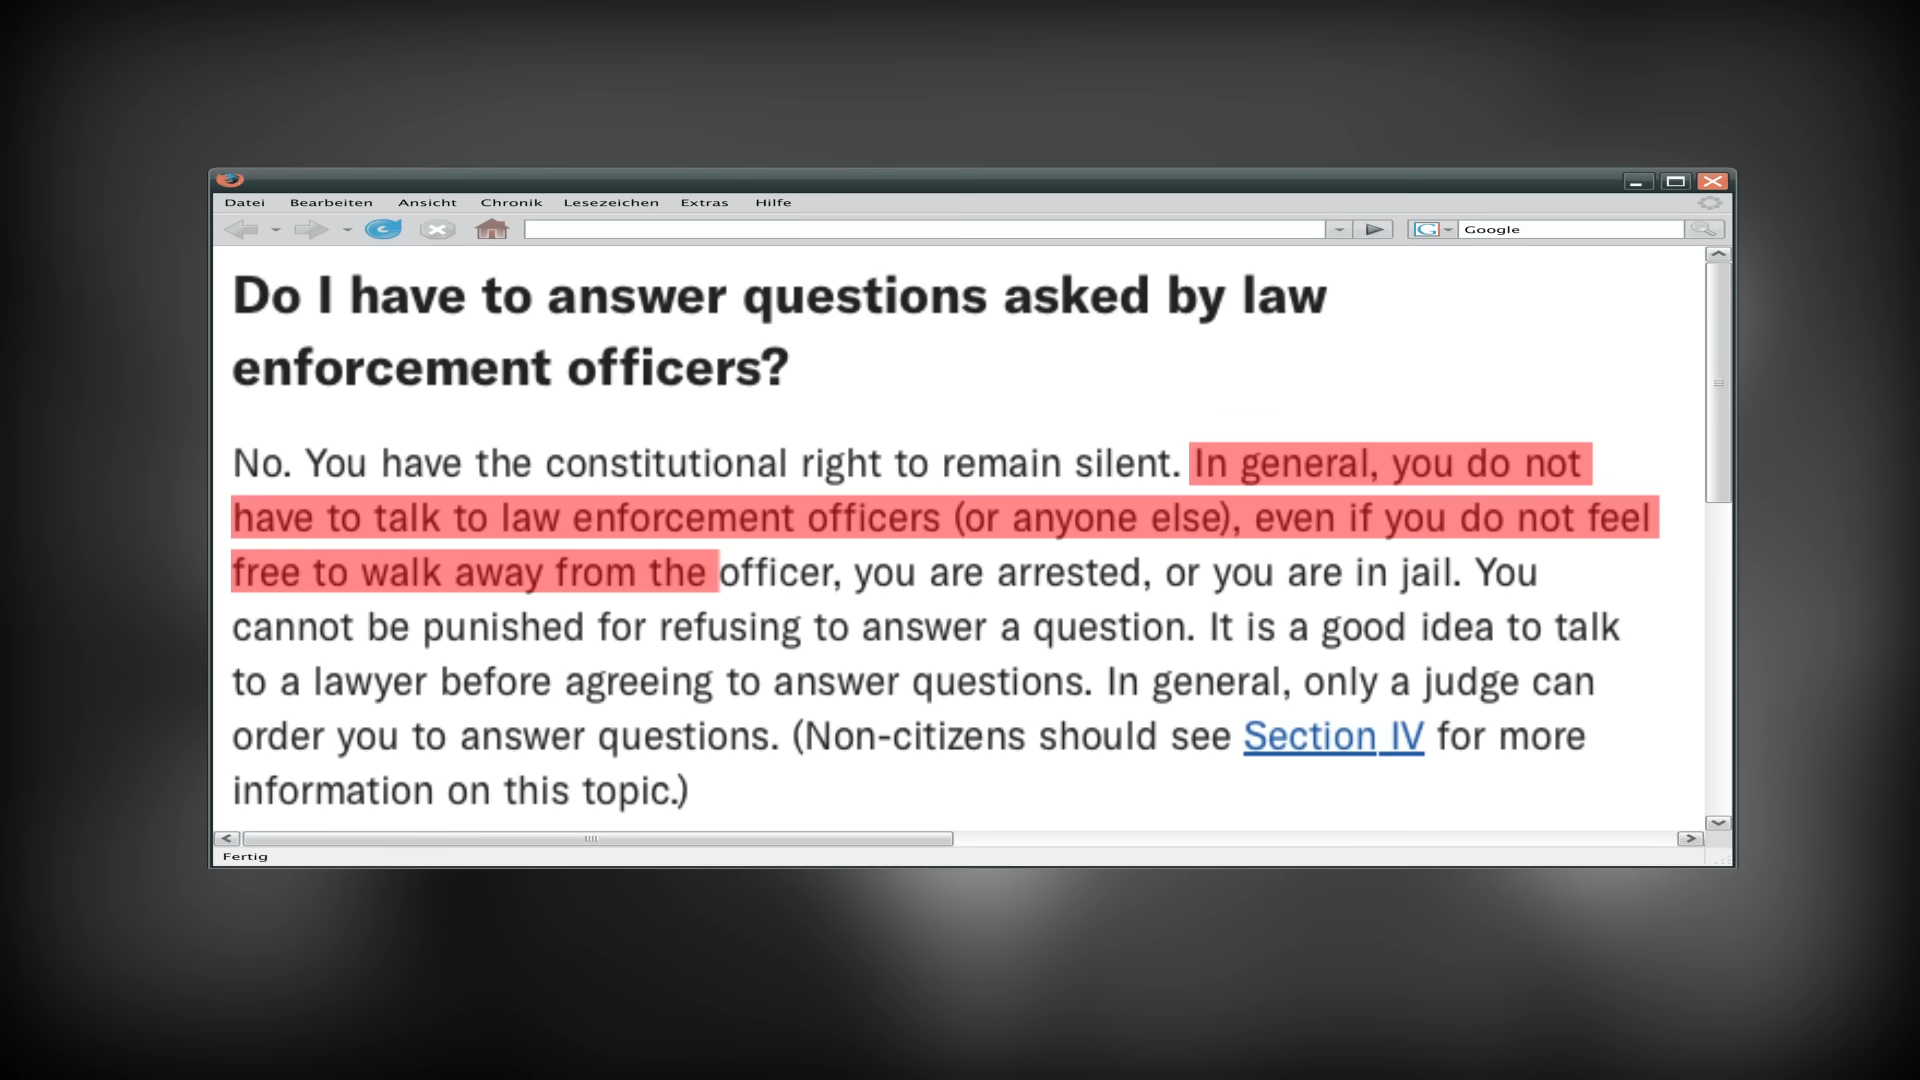 Datei Bearbeiten Ansicht Chronik Lesezeichen Extras Hilfe
Google
Do I have to answer questions asked by law
enforcement officers?
No. You have the constitutional right to remain silent. In general, you do not
have to talk to law enforcement officers (or anyone else), even if you do not feel
free to walk away from the officer, you are arrested, or you are in jail. You
cannot be punished for refusing to answer a question. It is a good idea to talk
to a lawyer before agreeing to answer questions. In general, only a judge can
order you to answer questions. (Non-citizens should see Section IV for more
information on this topic.)
Fertig